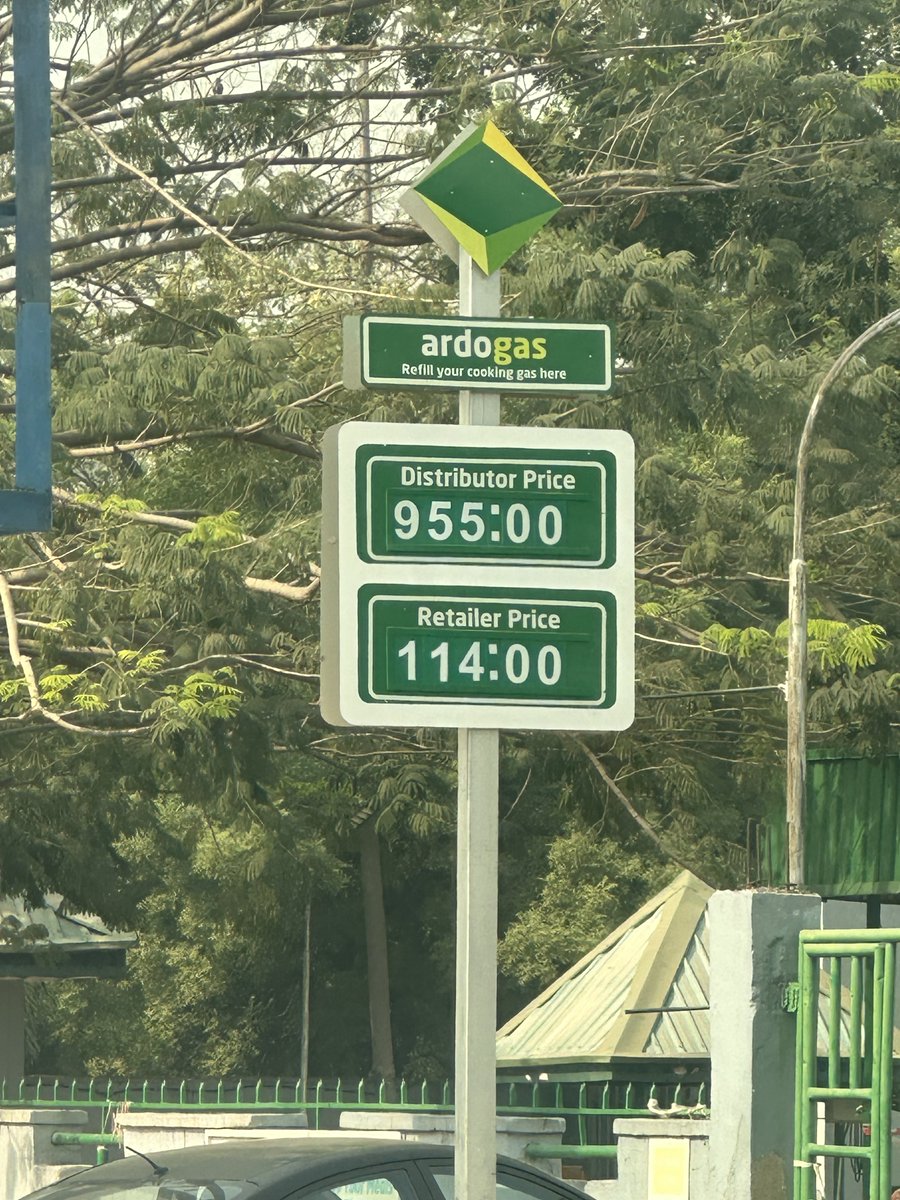 ardogas
Refill your cooking gas here
Distributor Price
955:00
Retailer Price
114:00